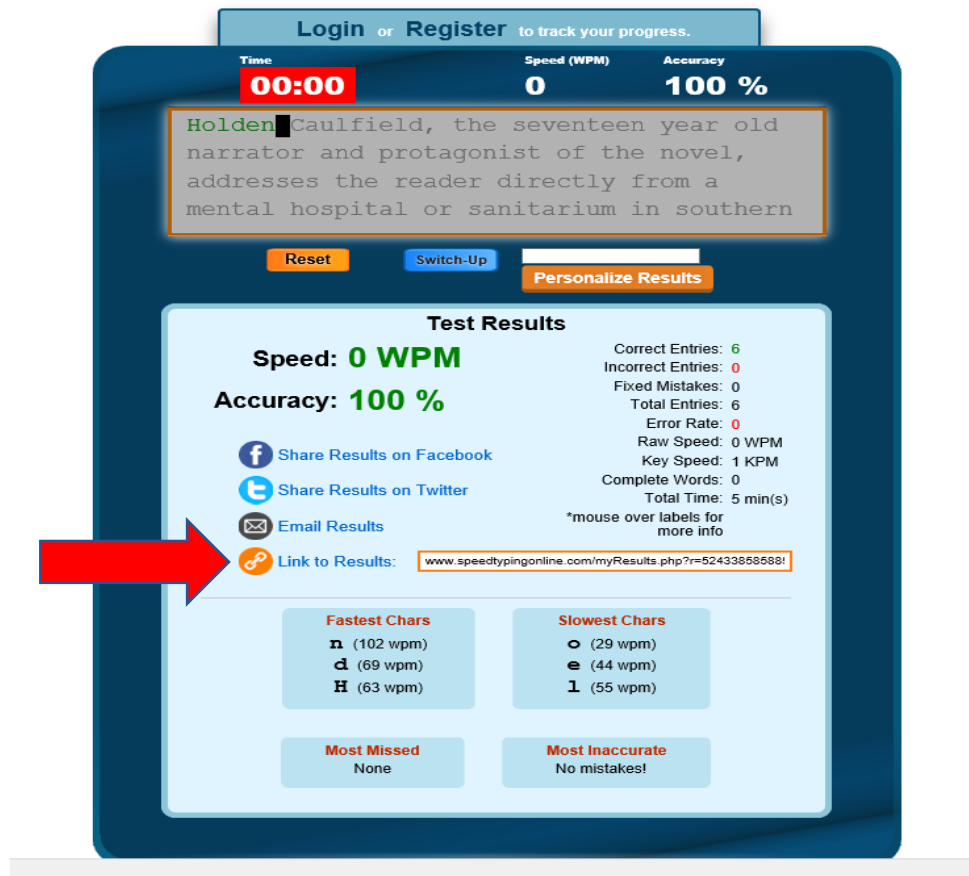 Login or Register to track your progress.
Time Speed (WPM) Accuracy
00:00 0 100 %
Holden Caulfield, the seventeen year old
narrator and protagonist of the novel,
addresses the reader directly from a
mental hospital or sanitarium in southern
Reset Switch-Up
Personalize Results
Test Results
Speed: 0 WPM
Accuracy: 100 %
Share Results on Facebook
Share Results on Twitter
Email Results
Link to Results: www.speedtypingonline.com/myResults.php?r=52433858588
Correct Entries: 6
Incorrect Entries: 0
Fixed Mistakes: 0
Total Entries: 6
Error Rate: 0
Raw Speed: 0 WPM
Key Speed: 1 KPM
Complete Words: 0
Total Time: 5 min(s)
*mouse over labels for
more info
Fastest Chars
n (102 wpm)
d (69 wpm)
H (63 wpm)
Slowest Chars
o (29 wpm)
e (44 wpm)
l (55 wpm)
Most Missed
None
Most Inaccurate
No mistakes!